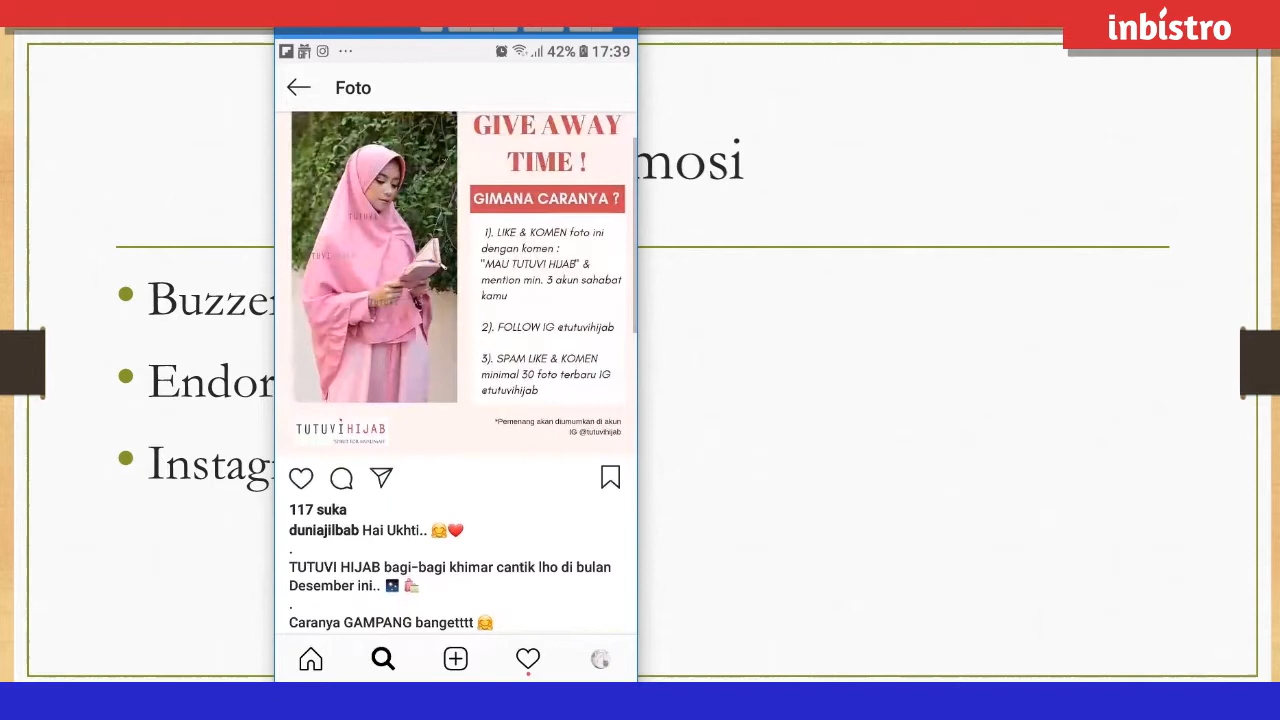 inbistro
42% 17:39
Foto
mosi
GIVE AWAY
TIME !
GIMANA CARANYA ?
1). LIKE & KOMEN foto ini
dengan komen :
"MAU TUTUVI HIJAB" &
mention min. 3 akun sahabat
kamu
2). FOLLOW IG @tutuvihijab
3). SPAM LIKE & KOMEN
minimal 30 foto terbaru IG
@tutuvihijab
*Pemenang akan diumumkan di akun
IG @tutuvihijab
TUTUVI HIJAB
Buzzer
Endor
Instag
117 suka
duniajilbab Hai Ukhti.. 🤗❤️
.
TUTUVI HIJAB bagi-bagi khimar cantik lho di bulan
Desember ini.. 🎆🛍️
.
Caranya GAMPANG bangetttt 🤗